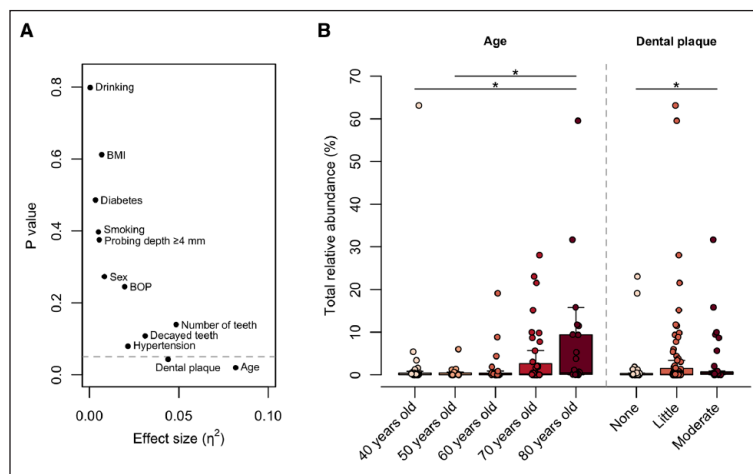 A
P value
0.8
0.6
0.4
0.2
0.0
Drinking
BMI
Diabetes
Smoking
Probing depth ≥4 mm
Sex
BOP
Number of teeth
Decayed teeth
Hypertension
Dental plaque
Age
0.00 0.05 0.10
Effect size (η²)
B
Age Dental plaque
Total relative abundance (%)
70
60
50
40
30
20
10
0
*
*
*
40 years old
50 years old
60 years old
70 years old
80 years old
None
Little
Moderate